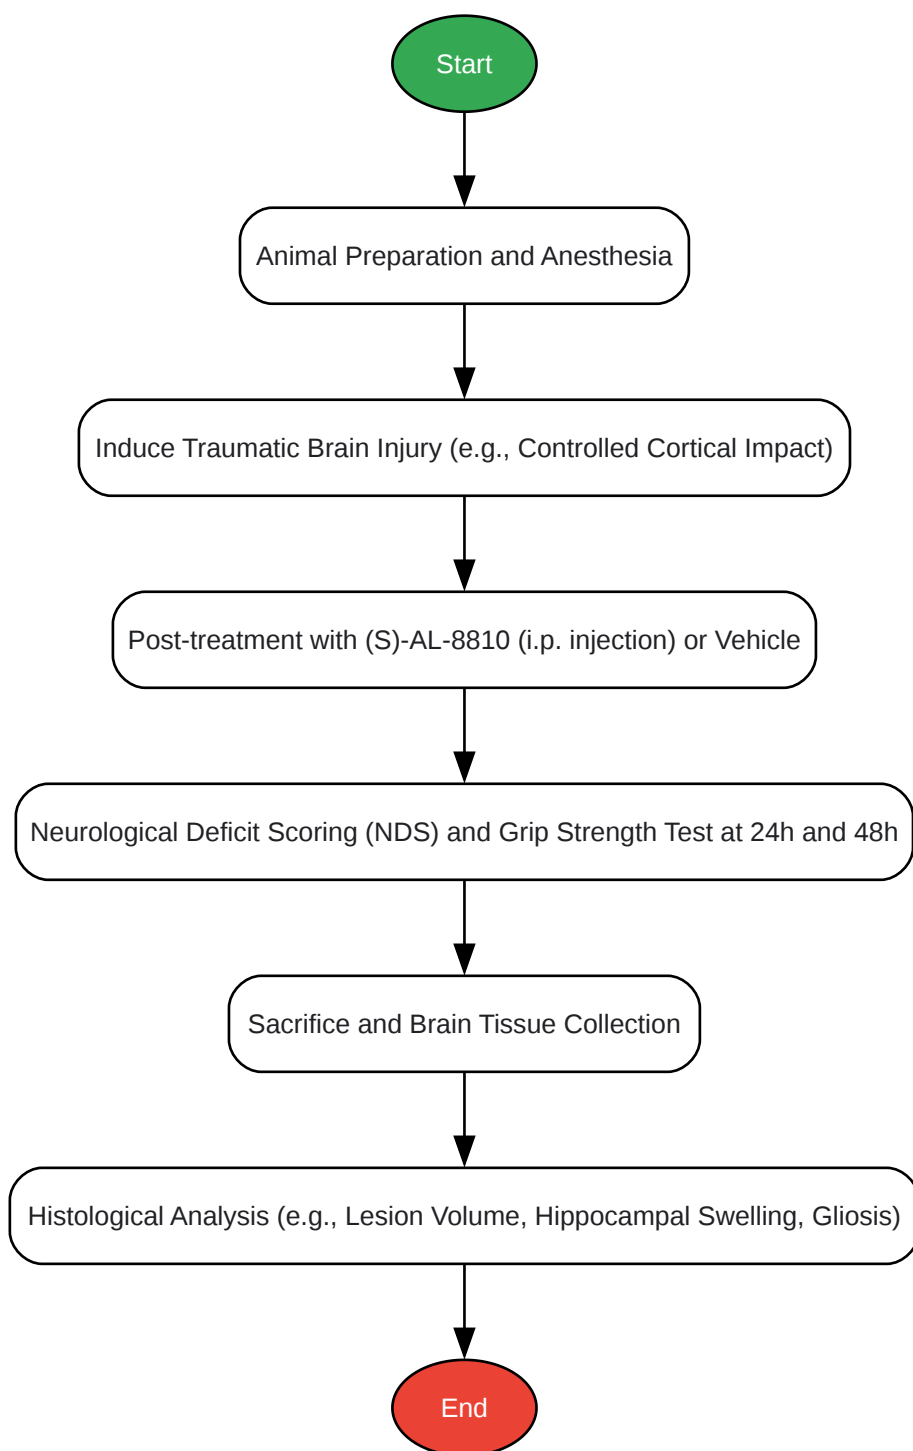 Start
Animal Preparation and Anesthesia
Induce Traumatic Brain Injury (e.g., Controlled Cortical Impact)
Post-treatment with (S)-AL-8810 (i.p. injection) or Vehicle
Neurological Deficit Scoring (NDS) and Grip Strength Test at 24h and 48h
Sacrifice and Brain Tissue Collection
Histological Analysis (e.g., Lesion Volume, Hippocampal Swelling, Gliosis)
End